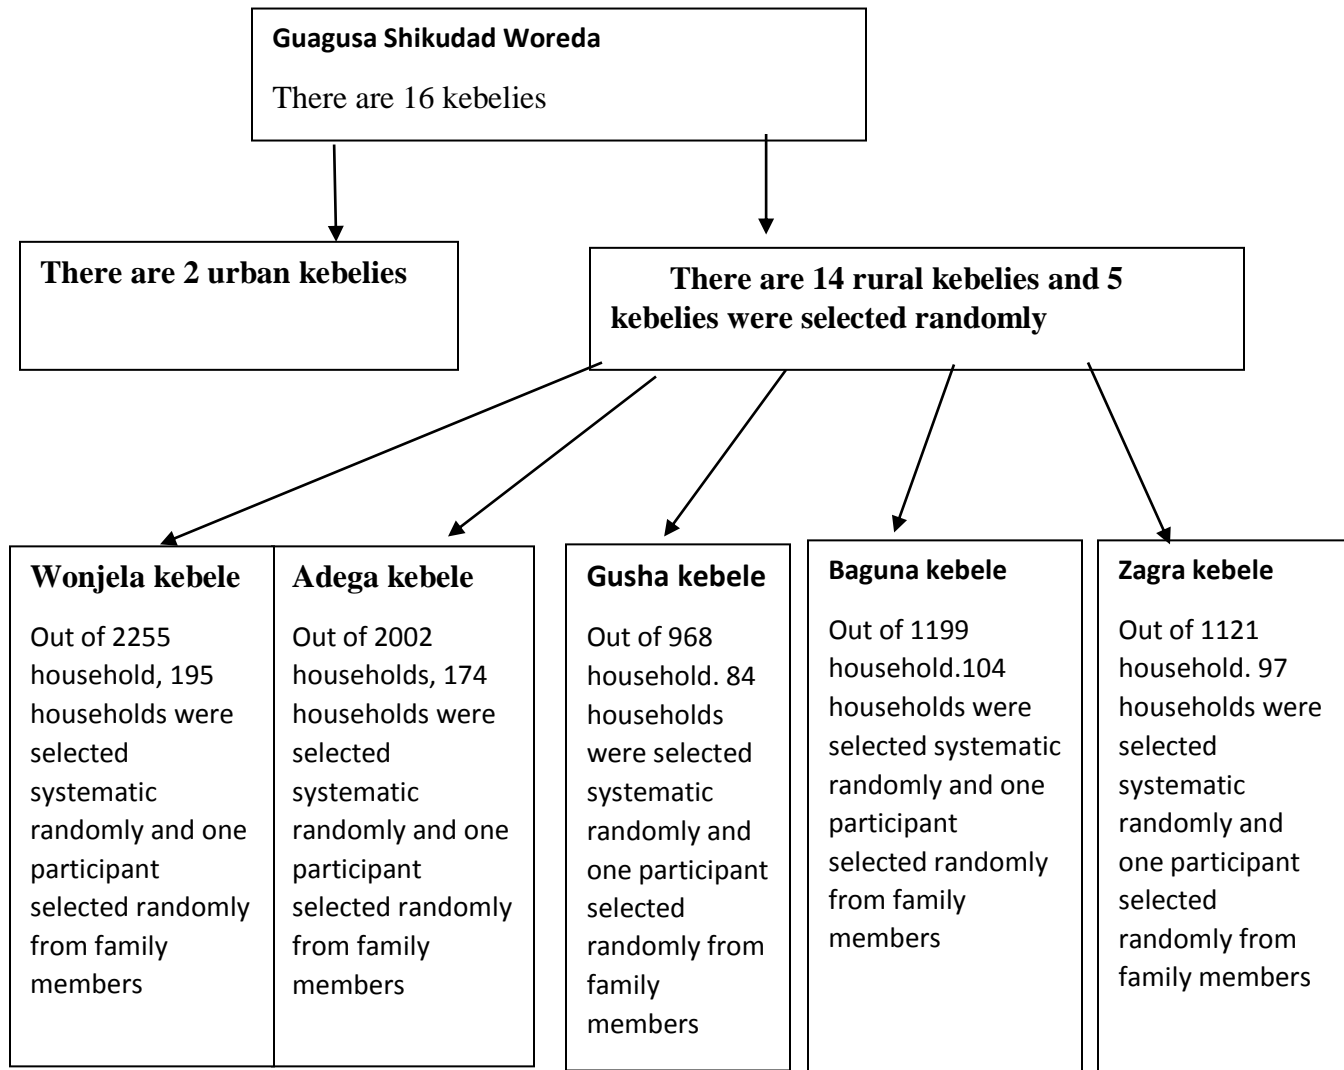 Guagusa Shikudad Woreda
There are 16 kebelies
There are 2 urban kebelies
There are 14 rural kebelies and 5
kebelies were selected randomly
Wonjela kebele
Out of 2255
household, 195
households were
selected
systematic
randomly and one
participant
selected randomly
from family
members
Adega kebele
Out of 2002
households, 174
households were
selected
systematic
randomly and one
participant
selected randomly
from family
members
Gusha kebele
Out of 968
household. 84
households
were selected
systematic
randomly and
one participant
selected
randomly from
family
members
Baguna kebele
Out of 1199
household.104
households were
selected systematic
randomly and one
participant
selected randomly
from family
members
Zagra kebele
Out of 1121
household. 97
households were
selected
systematic
randomly and
one participant
selected
randomly from
family members